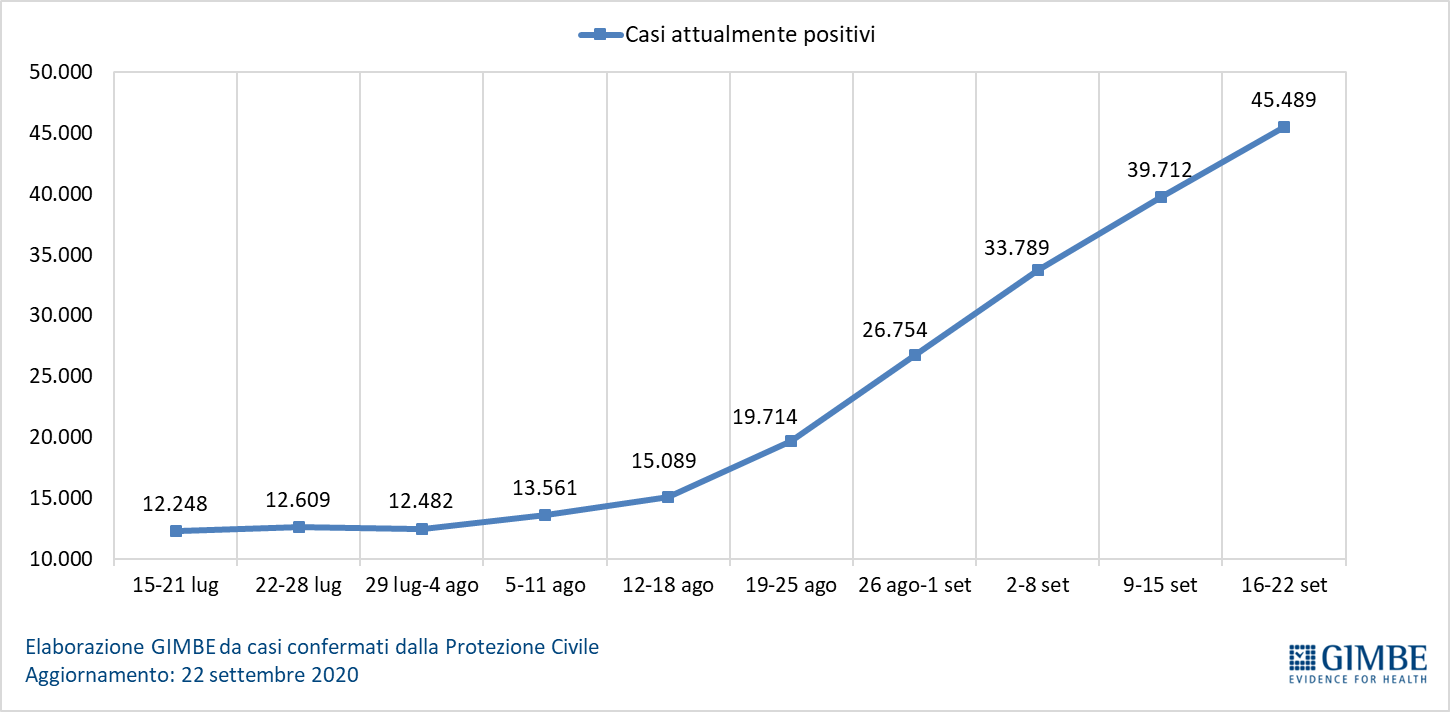 Casi attualmente positivi
50.000
45.000
40.000
35.000
30.000
25.000
20.000
15.000
10.000
12.248
12.609
12.482
13.561
15.089
19.714
26.754
33.789
39.712
45.489
15-21 lug
22-28 lug
29 lug-4 ago
5-11 ago
12-18 ago
19-25 ago
26 ago-1 set
2-8 set
9-15 set
16-22 set
Elaborazione GIMBE da casi confermati dalla Protezione Civile
Aggiornamento: 22 settembre 2020
GIMBE
EVIDENCE FOR HEALTH